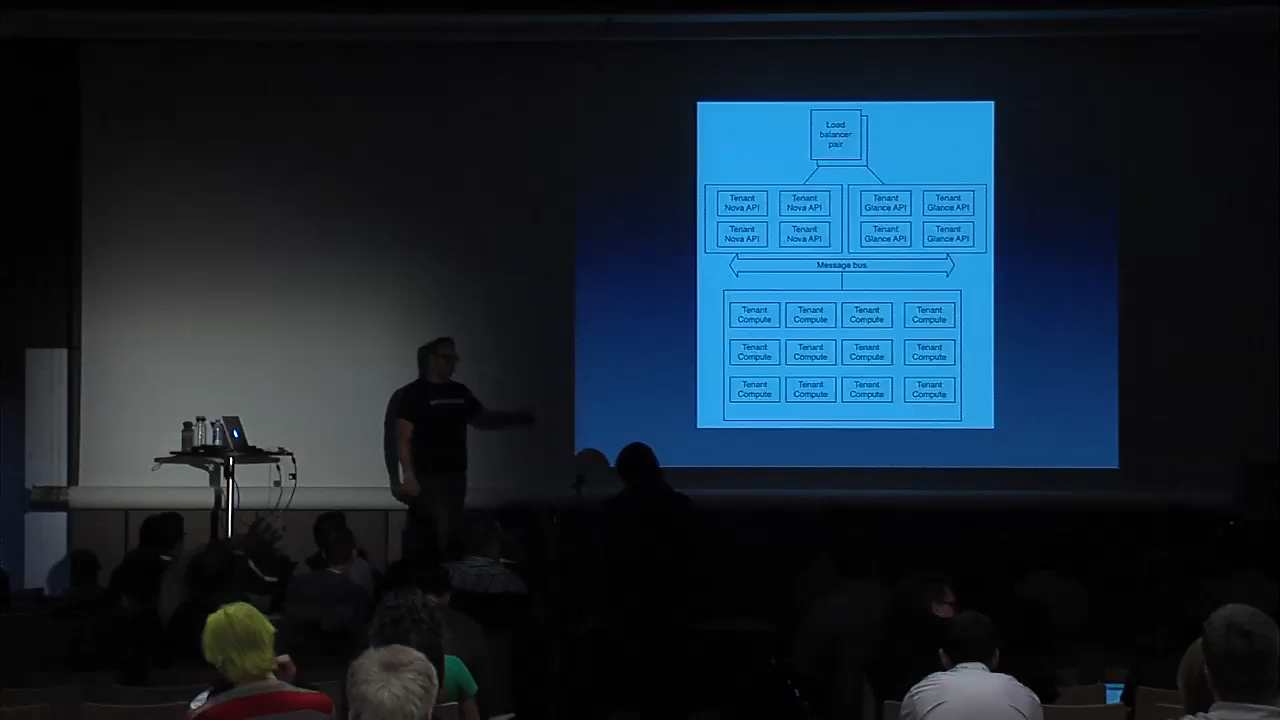 Load
balancer
pair
Tenant
Nova API
Tenant
Nova API
Tenant
Glance API
Tenant
Glance API
Tenant
Nova API
Tenant
Nova API
Tenant
Glance API
Tenant
Glance API
Message bus
Tenant
Compute
Tenant
Compute
Tenant
Compute
Tenant
Compute
Tenant
Compute
Tenant
Compute
Tenant
Compute
Tenant
Compute
Tenant
Compute
Tenant
Compute
Tenant
Compute
Tenant
Compute